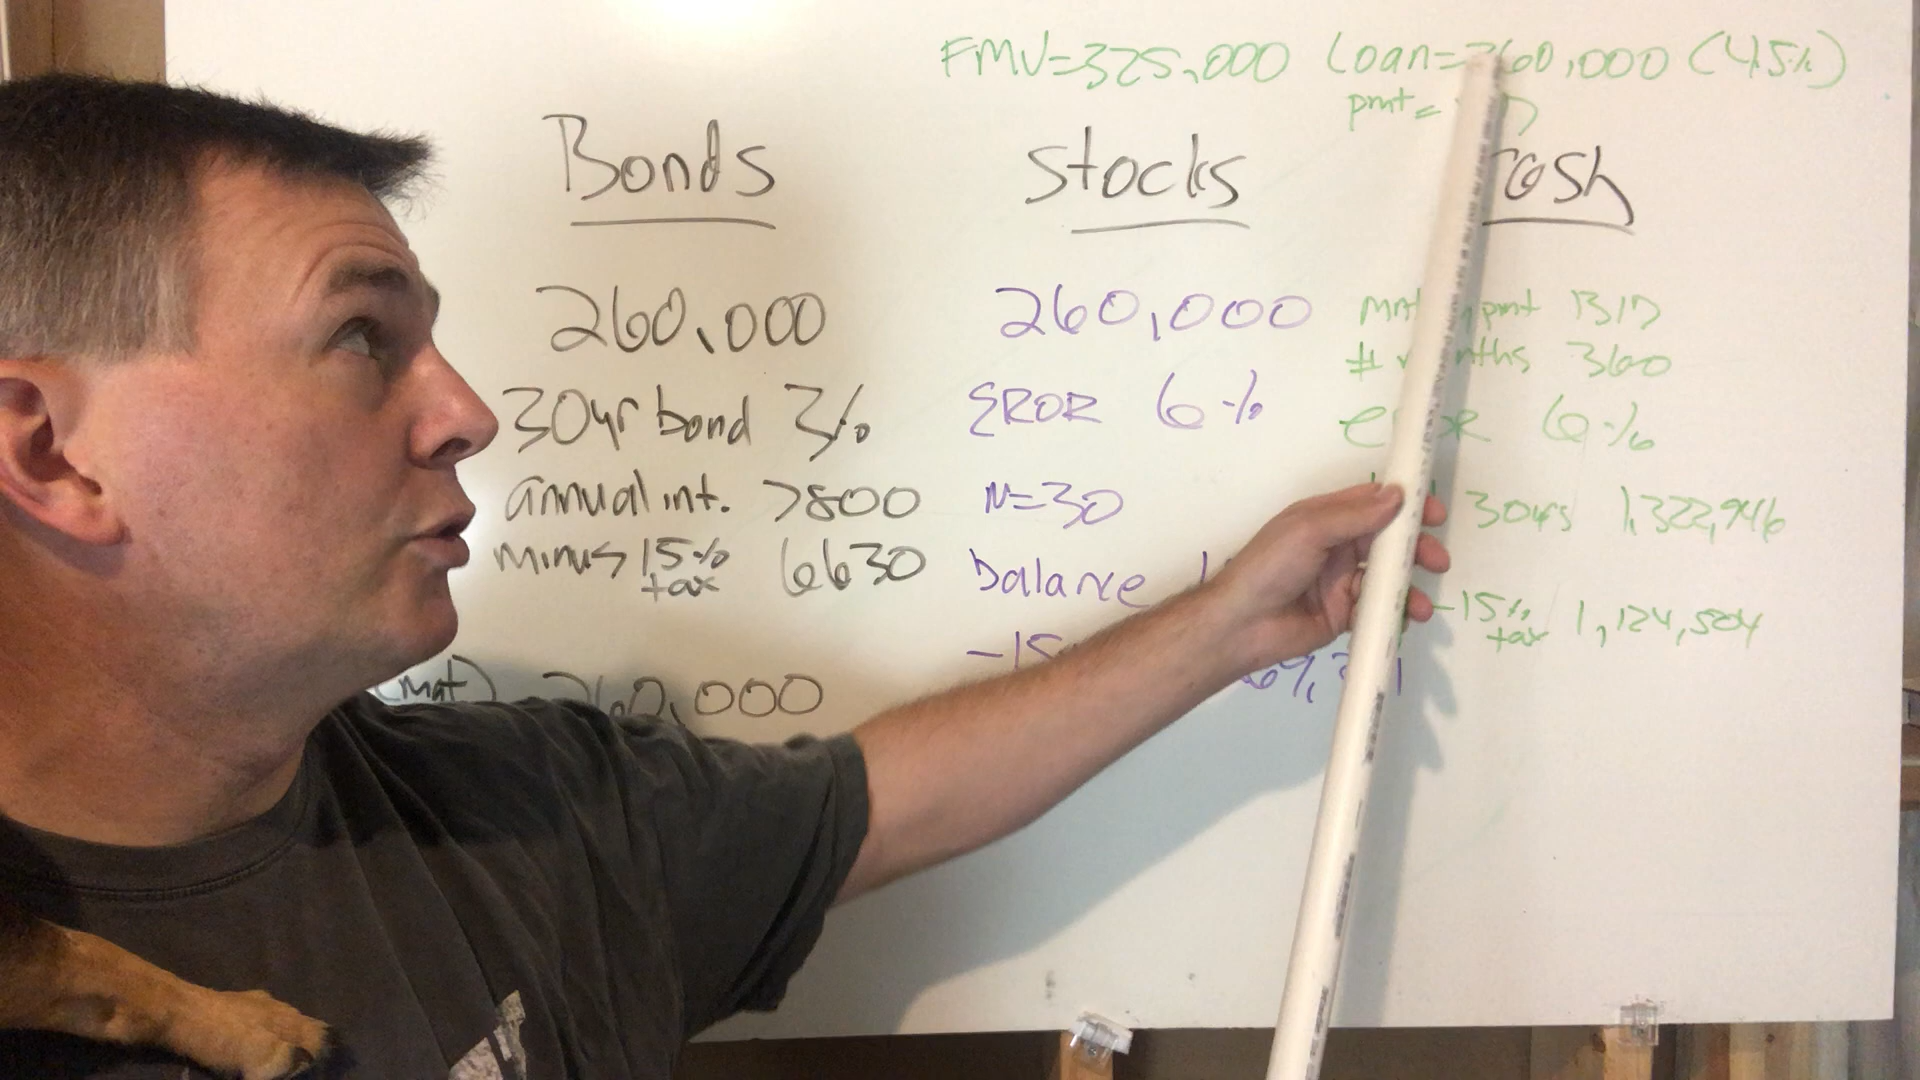 FMV=325,000 Loan=260,000 (4.5%)
pmt=
Bonds
Stocks
Cash
260,000
30yr bond 3%
annual int. 7800
minus 15% tax 6630
(mat) 260,000
260,000
EROR 6%
N=30
balance
-15
pmt 1317
# months 360
EROR 6%
30yrs 1,322,946
-15% tax 1,124,504